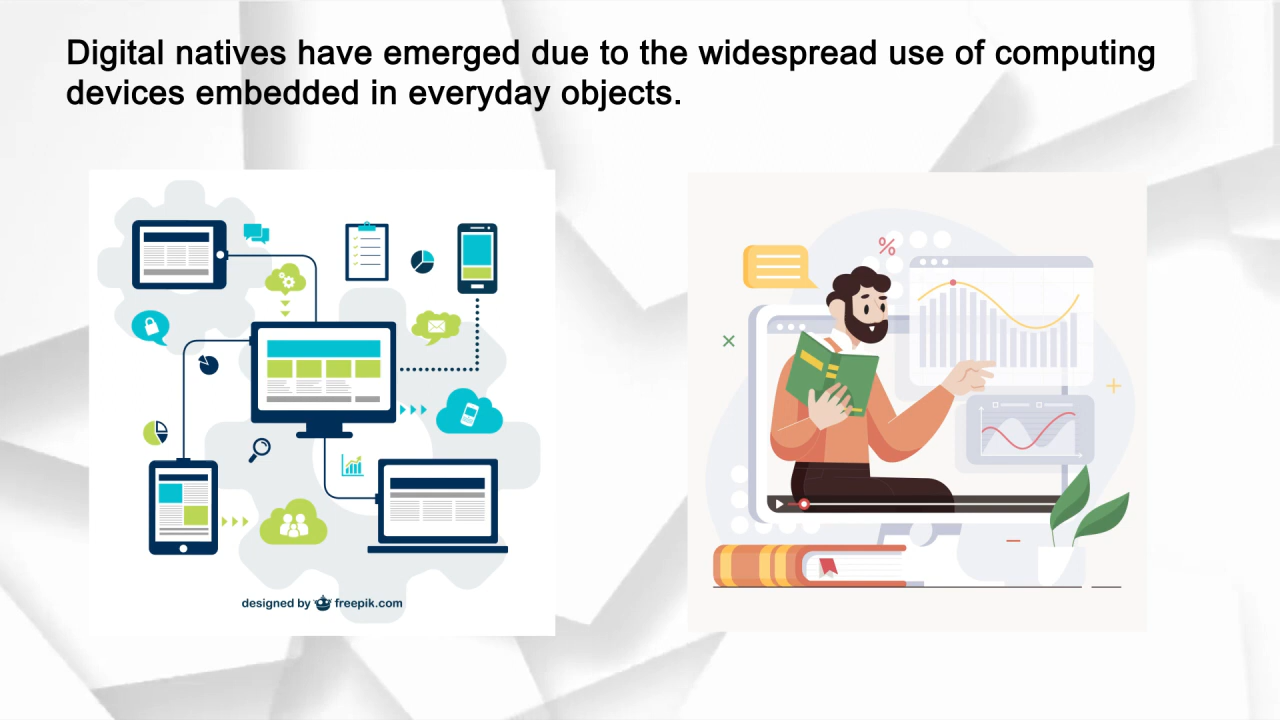 Digital natives have emerged due to the widespread use of computing
devices embedded in everyday objects.
%
designed by freepik.com